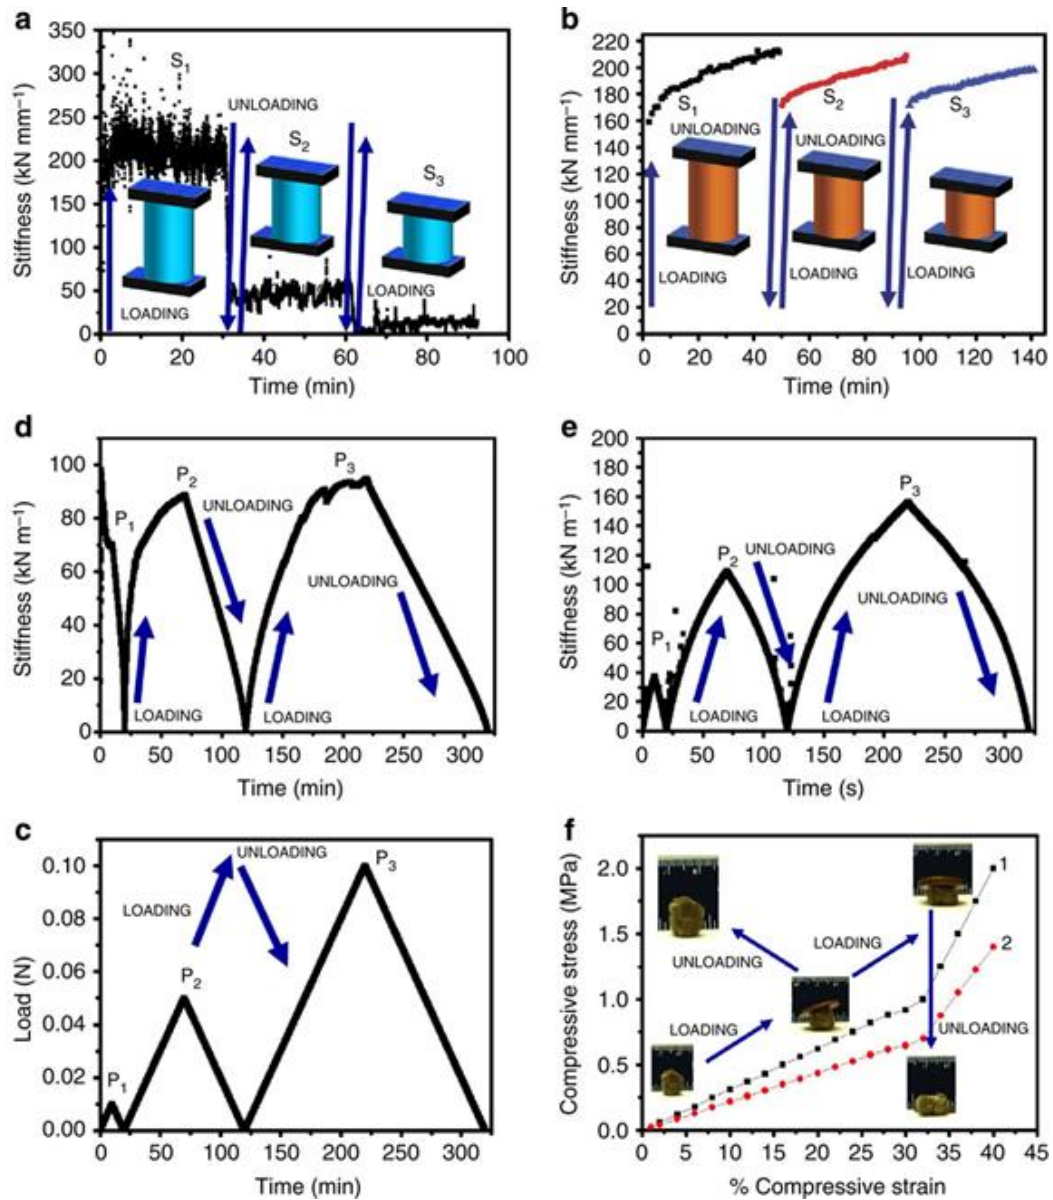 a
350
300
250
200
150
100
50
0
Stiffness (kN mm⁻¹)
S₁
UNLOADING
S₂
S₃
LOADING
LOADING
0 20 40 60 80 100
Time (min)
b
220
200
180
160
140
120
100
80
60
40
20
0
Stiffness (kN mm⁻¹)
S₁
S₂
S₃
UNLOADING
UNLOADING
LOADING
LOADING
LOADING
0 20 40 60 80 100 120 140
Time (min)
d
100
80
60
40
20
0
Stiffness (kN m⁻¹)
P₁
P₂
P₃
UNLOADING
UNLOADING
LOADING
LOADING
0 50 100 150 200 250 300
Time (min)
e
200
180
160
140
120
100
80
60
40
20
0
Stiffness (kN m⁻¹)
P₁
P₂
P₃
UNLOADING
UNLOADING
LOADING
LOADING
0 50 100 150 200 250 300
Time (s)
c
0.10
0.08
0.06
0.04
0.02
0.00
Load (N)
P₁
P₂
P₃
UNLOADING
LOADING
0 50 100 150 200 250 300
Time (min)
f
2.0
1.5
1.0
0.5
0.0
Compressive stress (MPa)
1
2
LOADING
UNLOADING
LOADING
UNLOADING
0 5 10 15 20 25 30 35 40 45
% Compressive strain